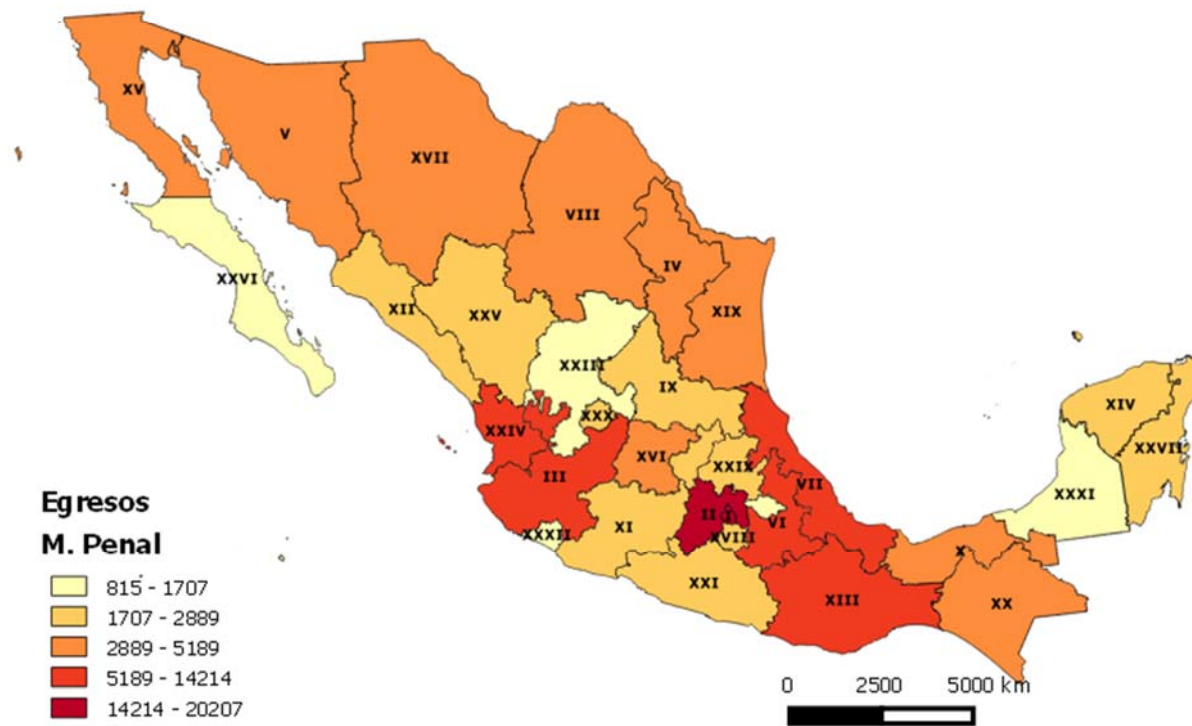 XV
V
XVII
VIII
IV
XXVI
XII
XXV
XIX
XXIII
IX
XXX
XIV
XXIV
XVI
XXIX
XXVII
III
VII
XXXI
II I
VI
XXXII
XI
XVIII
X
XXI
XIII
XX
Egresos
M. Penal
815 - 1707
1707 - 2889
2889 - 5189
5189 - 14214
14214 - 20207
0 2500 5000 km